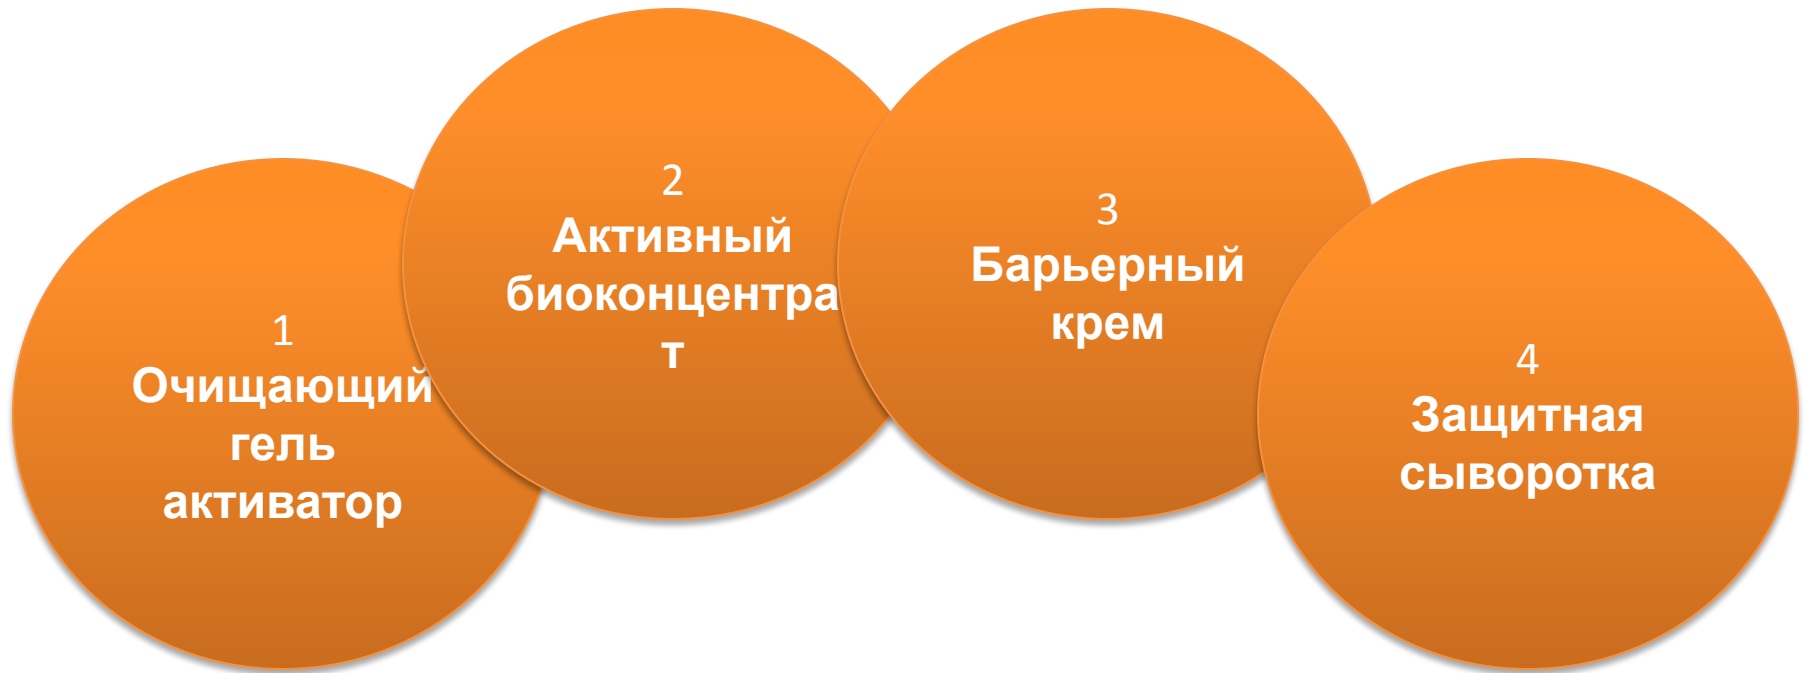 1
Очищающий
гель
активатор
2
Активный
биоконцентра
т
3
Барьерный
крем
4
Защитная
сыворотка